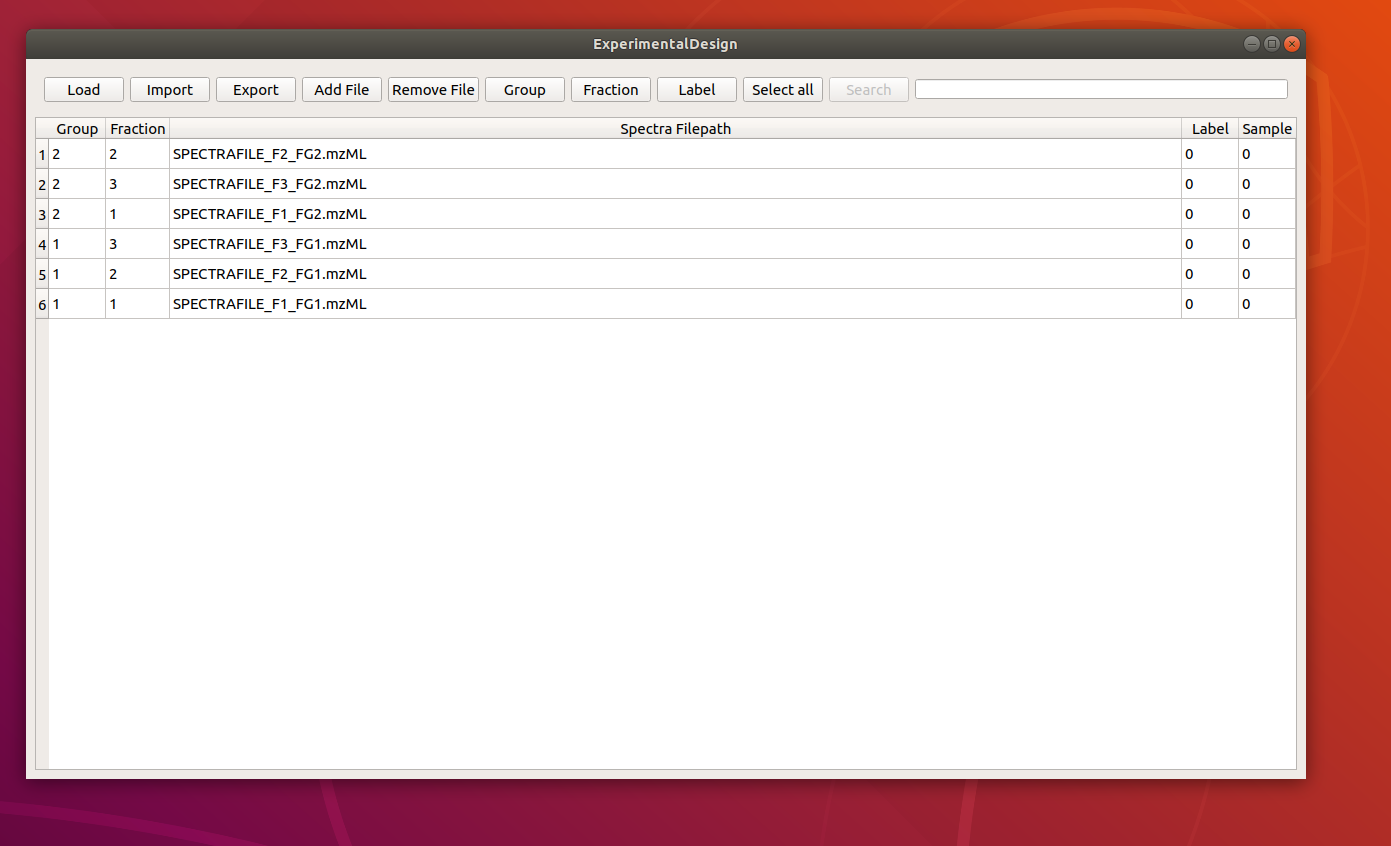 ExperimentalDesign
Load Import Export Add File Remove File Group Fraction Label Select all Search
Group Fraction Spectra Filepath Label Sample
1 2 2 SPECTRAFILE_F2_FG2.mzML 0 0
2 2 3 SPECTRAFILE_F3_FG2.mzML 0 0
3 2 1 SPECTRAFILE_F1_FG2.mzML 0 0
4 1 3 SPECTRAFILE_F3_FG1.mzML 0 0
5 1 2 SPECTRAFILE_F2_FG1.mzML 0 0
6 1 1 SPECTRAFILE_F1_FG1.mzML 0 0